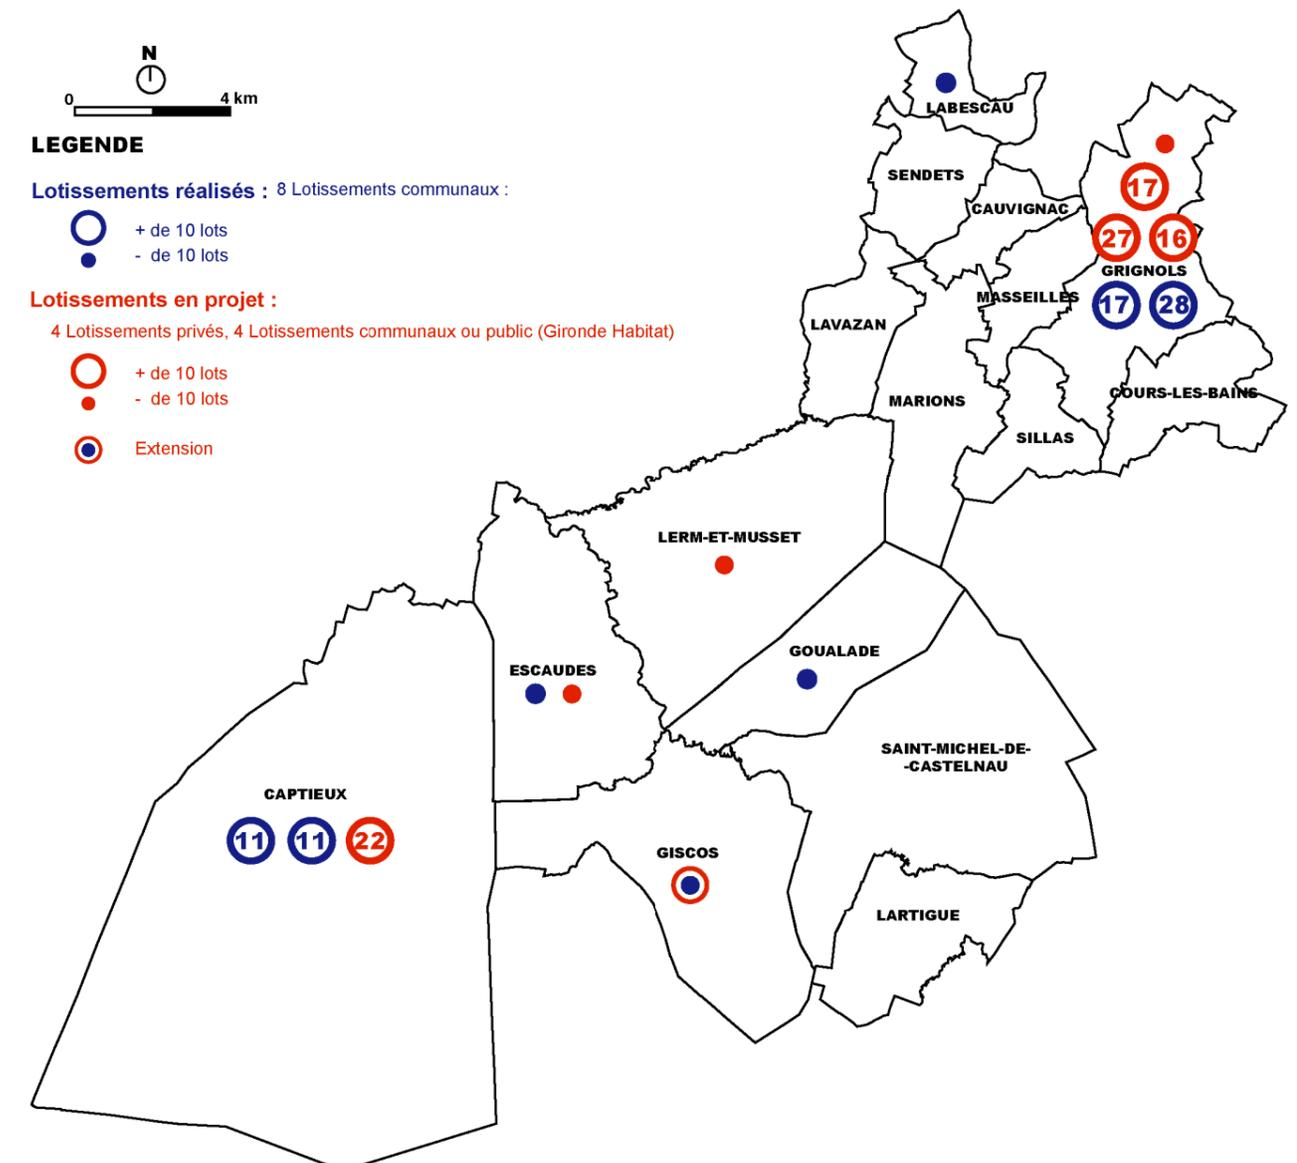 N
0 4 km
LEGENDE
Lotissements réalisés : 8 Lotissements communaux :
+ de 10 lots
- de 10 lots
Lotissements en projet :
4 Lotissements privés, 4 Lotissements communaux ou public (Gironde Habitat)
+ de 10 lots
- de 10 lots
Extension
LABESCAU
SENDETS
CAUVIGNAC
17
27 16
GRIGNOLS
MASSEILLES
17 28
LAVAZAN
MARIONS
COURS-LES-BAINS
SILLAS
LERM-ET-MUSSET
GOUALADE
ESCAUDES
SAINT-MICHEL-DE-
-CASTELNAU
CAPTIEUX
11 11 22
GISCOS
LARTIGUE